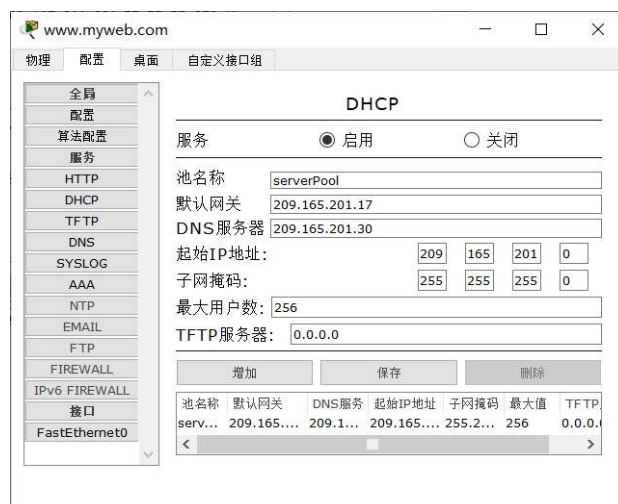 www.myweb.com
物理 配置 桌面 自定义接口组
全局
配置
算法配置
服务
HTTP
DHCP
TFTP
DNS
SYSLOG
AAA
NTP
EMAIL
FTP
FIREWALL
IPv6 FIREWALL
接口
FastEthernet0
DHCP
服务 启用 关闭
池名称 serverPool
默认网关 209.165.201.17
DNS服务器 209.165.201.30
起始IP地址: 209 165 201 0
子网掩码: 255 255 255 0
最大用户数: 256
TFTP服务器: 0.0.0.0
增加 保存 删除
池名称 默认网关 DNS服务 起始IP地址 子网掩码 最大值 TFTP
serv... 209.165.... 209.1... 209.165.... 255.2... 256 0.0.0.